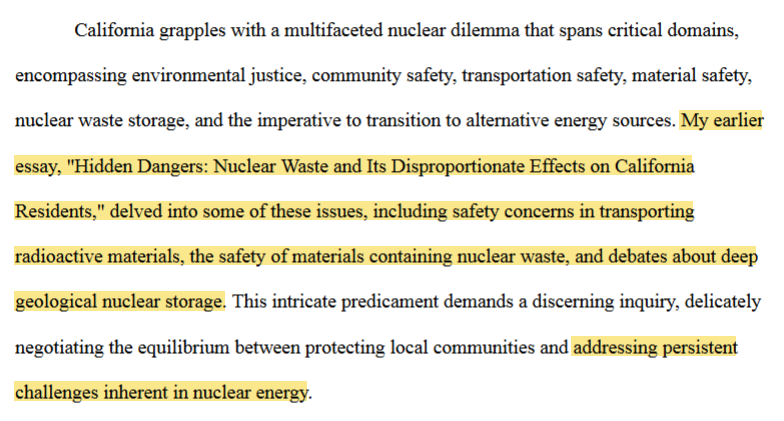 California grapples with a multifaceted nuclear dilemma that spans critical domains,
encompassing environmental justice, community safety, transportation safety, material safety,
nuclear waste storage, and the imperative to transition to alternative energy sources. My earlier
essay, "Hidden Dangers: Nuclear Waste and Its Disproportionate Effects on California
Residents," delved into some of these issues, including safety concerns in transporting
radioactive materials, the safety of materials containing nuclear waste, and debates about deep
geological nuclear storage. This intricate predicament demands a discerning inquiry, delicately
negotiating the equilibrium between protecting local communities and addressing persistent
challenges inherent in nuclear energy.